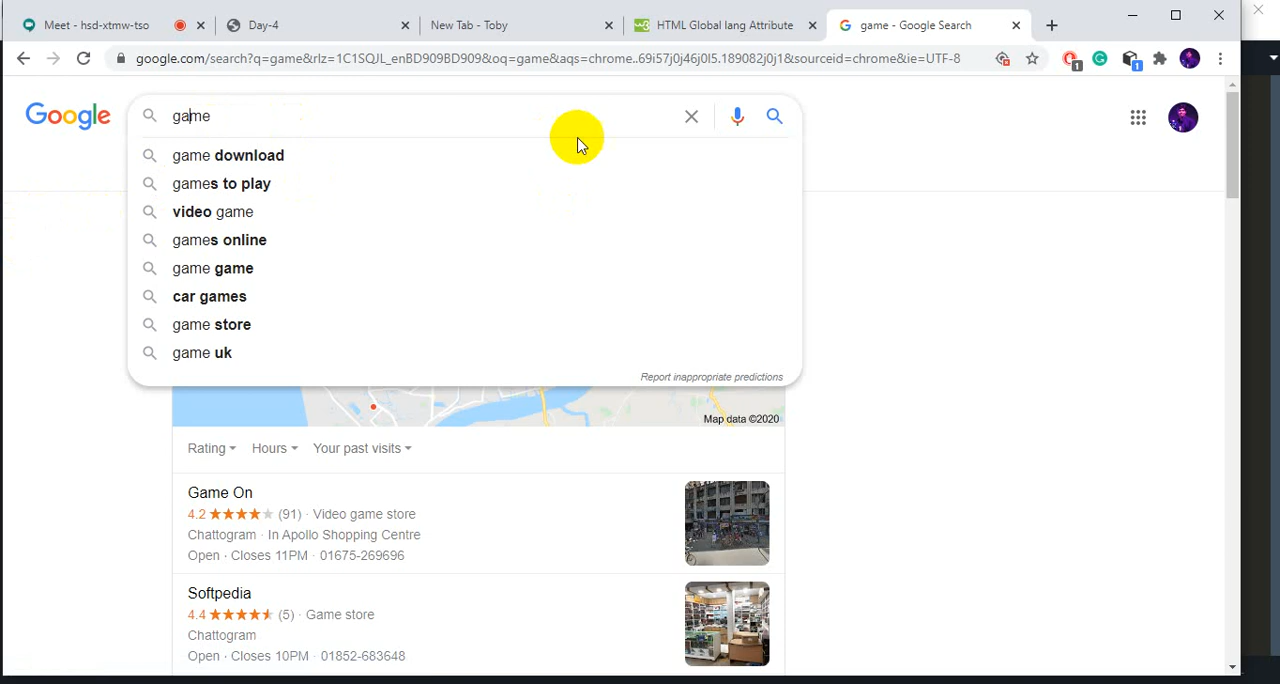 Meet - hsd-xtmw-tso
Day-4
New Tab - Toby
HTML Global lang Attribute
game - Google Search
google.com/search?q=game&rlz=1C1SQJL_enBD909BD909&oq=game&aqs=chrome..69i57j0j46j0l5.189082j0j1&sourceid=chrome&ie=UTF-8
1
1
Google
game
game download
games to play
video game
games online
game game
car games
game store
game uk
Report inappropriate predictions
Map data ©2020
Rating
Hours
Your past visits
Game On
4.2 (91) · Video game store
Chattogram · In Apollo Shopping Centre
Open · Closes 11PM · 01675-269696
Softpedia
4.4 (5) · Game store
Chattogram
Open · Closes 10PM · 01852-683648